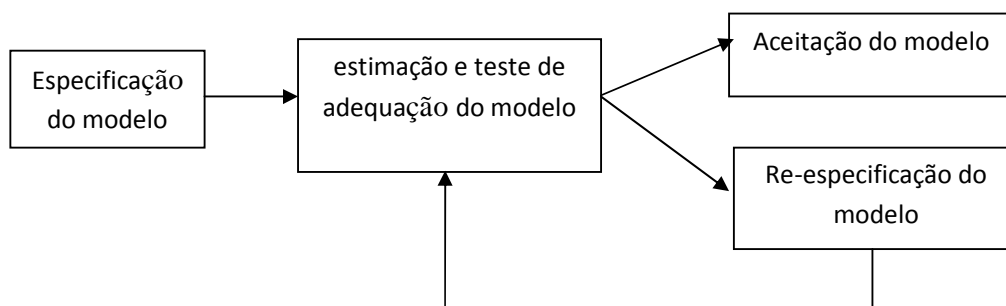 Especificação
do modelo
estimação e teste de
adequação do modelo
Aceitação do modelo
Re-especificação do
modelo